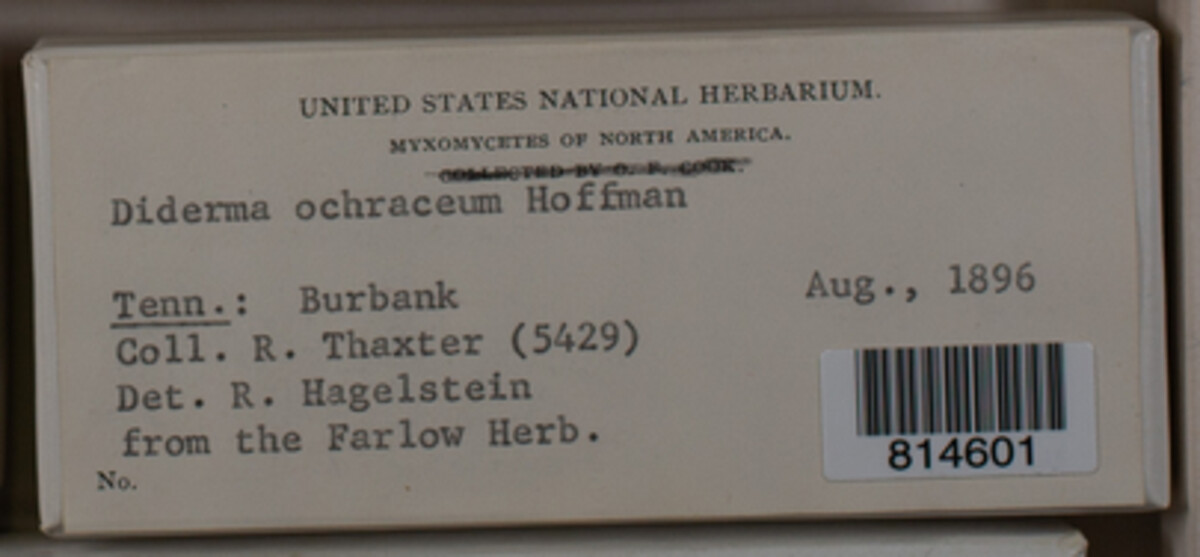 UNITED STATES NATIONAL HERBARIUM.
MYXOMYCETES OF NORTH AMERICA.
COLLECTED BY O. F. COOK.
Diderma ochraceum Hoffman
Tenn.: Burbank Aug., 1896
Coll. R. Thaxter (5429)
Det. R. Hagelstein
from the Farlow Herb.
814601
No.